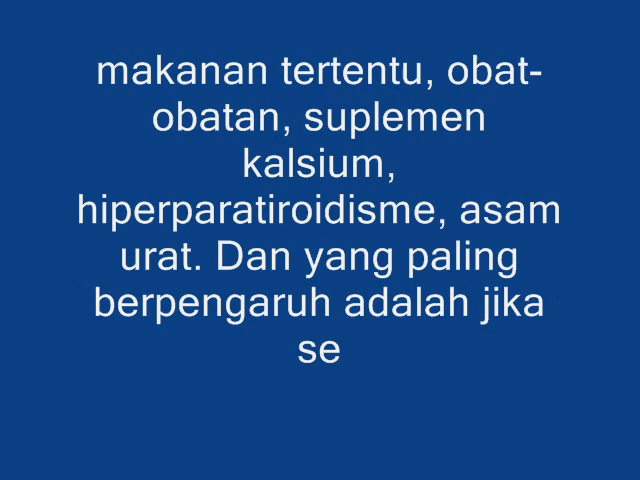 makanan tertentu, obat-
obatan, suplemen
kalsium,
hiperparatiroidisme, asam
urat. Dan yang paling
berpengaruh adalah jika
se